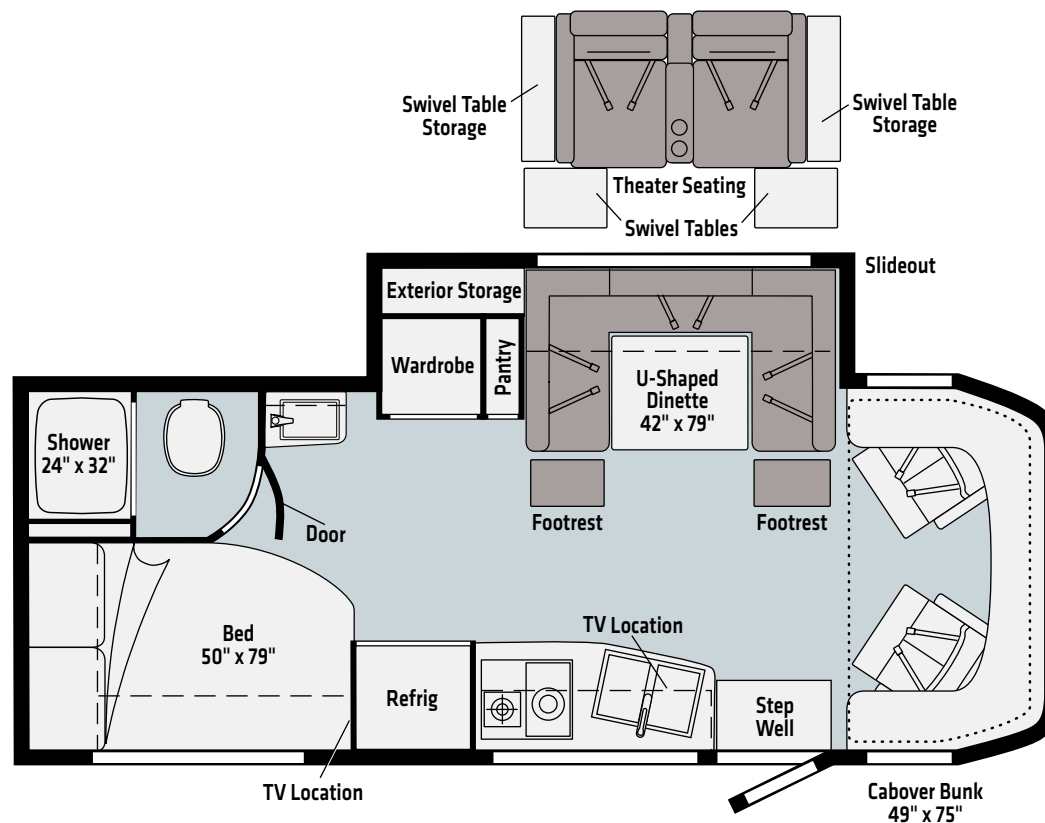 Swivel Table
Storage
Swivel Table
Storage
Theater Seating
Swivel Tables
Slideout
Exterior Storage
Wardrobe
Pantry
U-Shaped
Dinette
42" x 79"
Shower
24" x 32"
Footrest
Footrest
Door
Bed
50" x 79"
TV Location
Refrig
Step
Well
TV Location
Cabover Bunk
49" x 75"